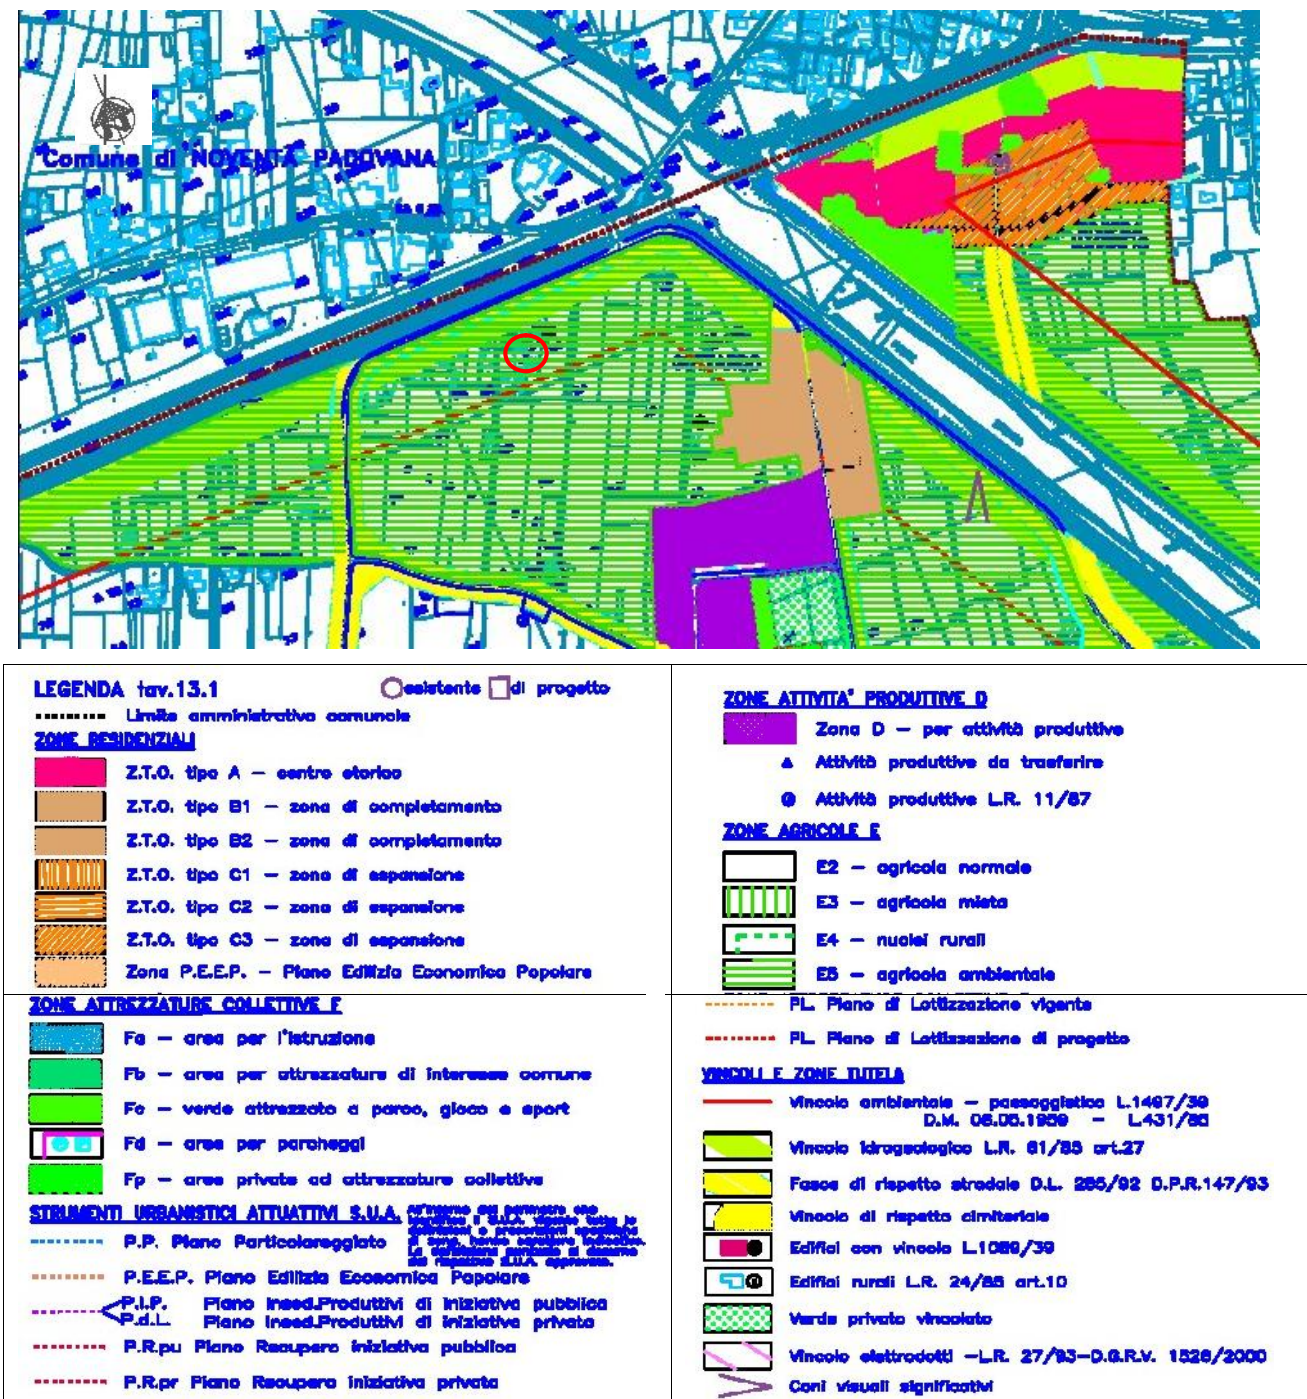 Comune di NOVENTA PADOVANA
LEGENDA tav.13.1
esistente di progetto
Limite amministrativo comunale
ZONE RESIDENZIALI
Z.T.O. tipo A – centro storico
Z.T.O. tipo B1 – zona di completamento
Z.T.O. tipo B2 – zona di completamento
Z.T.O. tipo C1 – zona di espansione
Z.T.O. tipo C2 – zona di espansione
Z.T.O. tipo C3 – zona di espansione
Zona P.E.E.P. – Piano Edilizia Economica Popolare
ZONE ATTREZZATURE COLLETTIVE F
Fa – area per l'istruzione
Fb – area per attrezzature di interesse comune
Fc – verde attrezzato a parco, gioco e sport
Fd – area per parcheggi
Fp – area privata ad attrezzature collettive
STRUMENTI URBANISTICI ATTUATTIVI S.U.A.
P.P. Piano Particolareggiato
P.E.E.P. Piano Edilizia Economica Popolare
P.I.P. Piano Insed.Produttivi di iniziativa pubblica
P.d.L. Piano Insed.Produttivi di iniziativa privata
P.R.pu Piano Recupero iniziativa pubblica
P.R.pr Piano Recupero iniziativa privata
ZONE ATTIVITA' PRODUTTIVE D
Zona D – per attività produttive
Attività produttive da trasferire
Attività produttive L.R. 11/87
ZONE AGRICOLE E
E2 – agricola normale
E3 – agricola mista
E4 – nuclei rurali
E5 – agricola ambientale
PL. Piano di Lottizzazione vigente
PL. Piano di Lottizzazione di progetto
VINCOLI E ZONE TUTELA
Vincolo ambientale – paesaggistico L.1497/39
D.M. 06.05.1959 – L.431/85
Vincolo idrogeologico L.R. 61/85 art.27
Fasce di rispetto stradale D.L. 285/92 D.P.R.147/93
Vincolo di rispetto cimiteriale
Edifici con vincolo L.1089/39
Edifici rurali L.R. 24/85 art.10
Verde privato vincolato
Vincolo elettrodotti –L.R. 27/93–D.G.R.V. 1526/2000
Coni visuali significativi